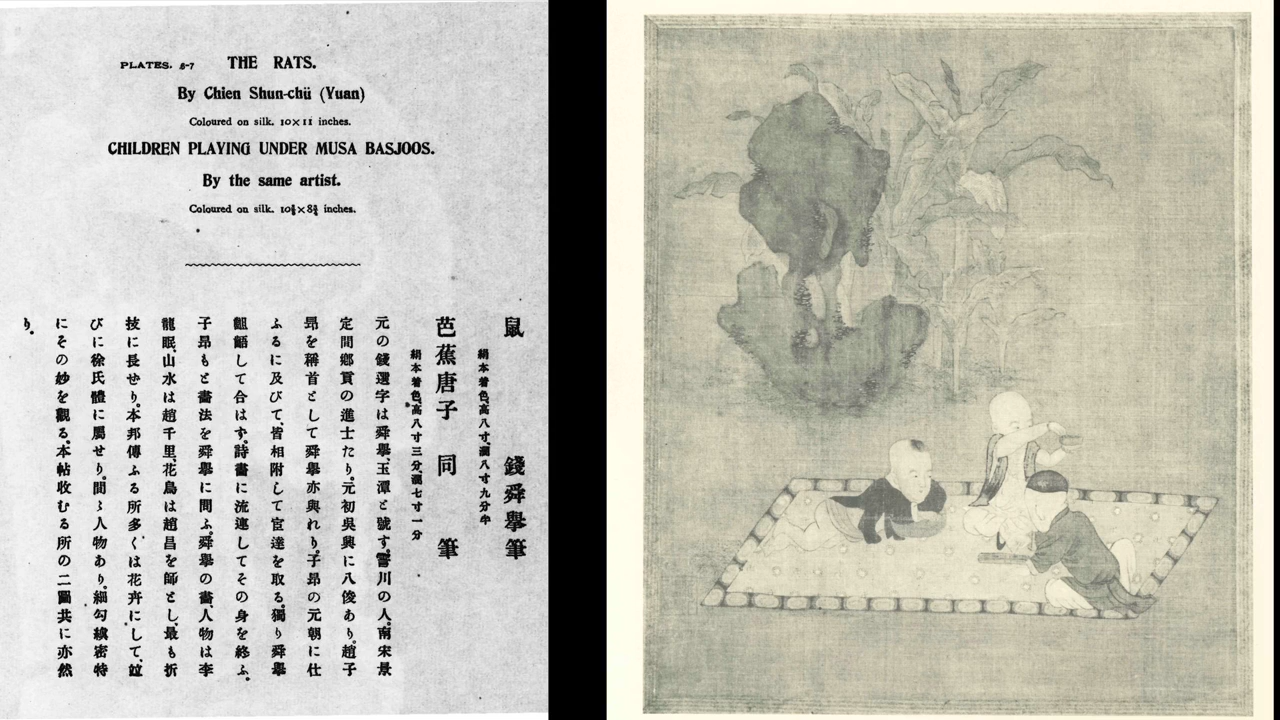 PLATES. 6-7 THE RATS.
By Chien Shun-chü (Yuan)
Coloured on silk. 10×11 inches.
CHILDREN PLAYING UNDER MUSA BASJOOS.
By the same artist.
Coloured on silk. 10¾×8¾ inches.
鼠 錢舜擧筆
絹本着色、高八寸、濶八寸九分半
芭蕉唐子 同 筆
絹本着色、高八寸三分、濶七寸一分
元の錢選字は舜擧、玉潭と號す。霅川の人。南宋景
定間鄕貢の進士たり。元初吳興に八俊あり。趙子
昻を稱首として舜擧亦與れり。子昻の元朝に仕
ふるに及びて、皆相附して宦達を取る。獨り舜擧
齟齬して合はず。詩畫に流連してその身を終ふ。
子昻もと畫法を舜擧に問ふ。舜擧の畫、人物は李
龍眠、山水は趙千里、花鳥は趙昌を師とし、最も折
技に長せり。本邦傳ふる所多くは花卉にして、竝
びに徐氏體に屬せり。間〻人物あり。細勾縝密特
にその妙を觀る。本帖收むる所の二圖共に亦然
り。